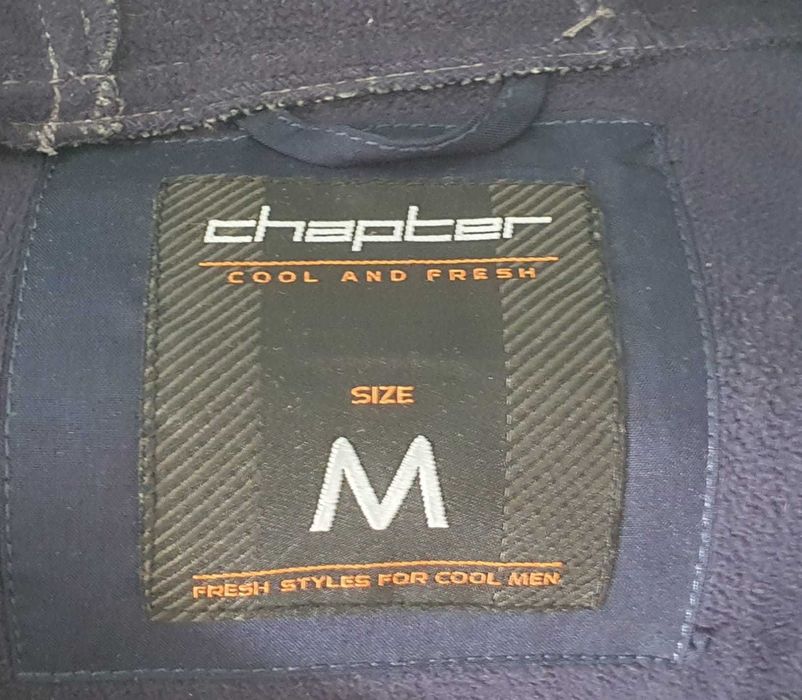 chapter
COOL AND FRESH
SIZE
M
FRESH STYLES FOR COOL MEN